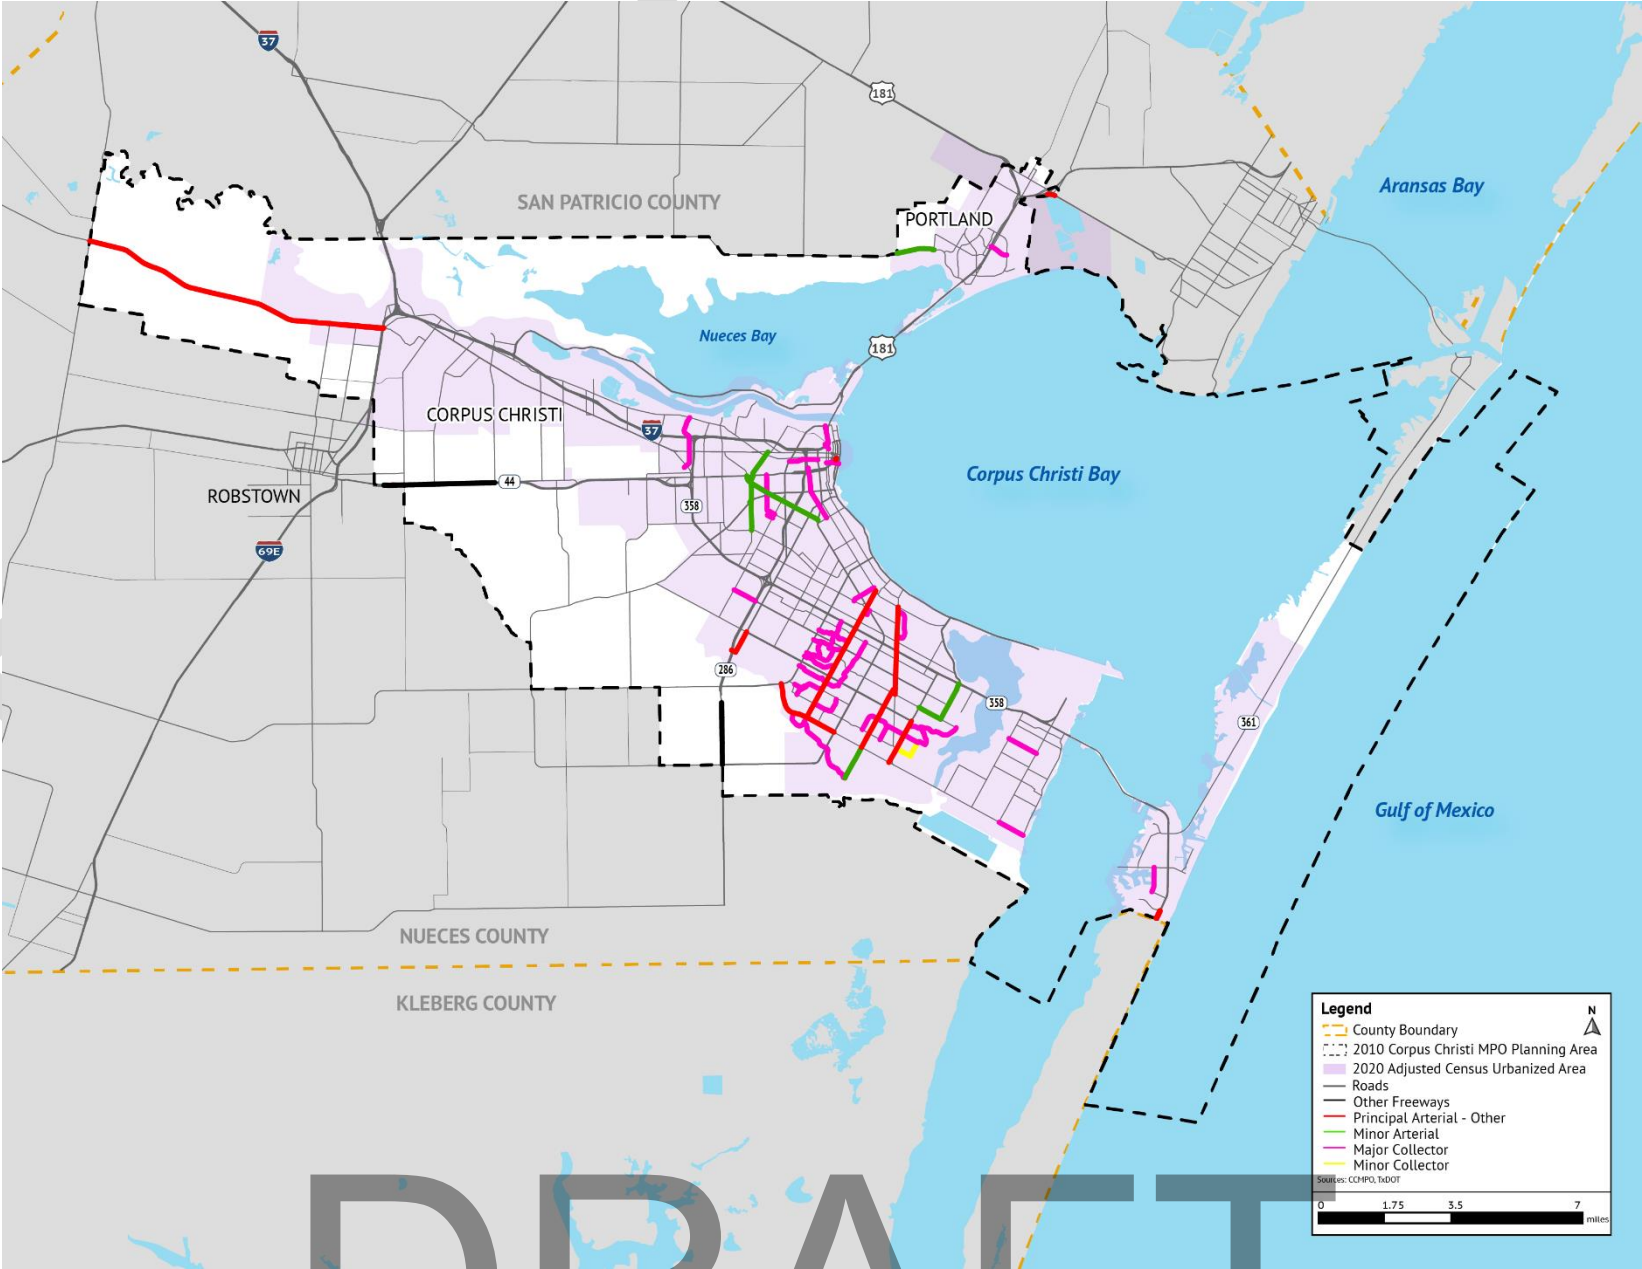 37
181
Aransas Bay
SAN PATRICIO COUNTY
PORTLAND
Nueces Bay
181
CORPUS CHRISTI
37
Corpus Christi Bay
44
ROBSTOWN
358
69E
286
358
361
Gulf of Mexico
NUECES COUNTY
KLEBERG COUNTY
Legend
N
County Boundary
2010 Corpus Christi MPO Planning Area
2020 Adjusted Census Urbanized Area
Roads
Other Freeways
Principal Arterial - Other
Minor Arterial
Major Collector
Minor Collector
Sources: CCMPO, TxDOT
0 1.75 3.5 7
miles
DRAFT